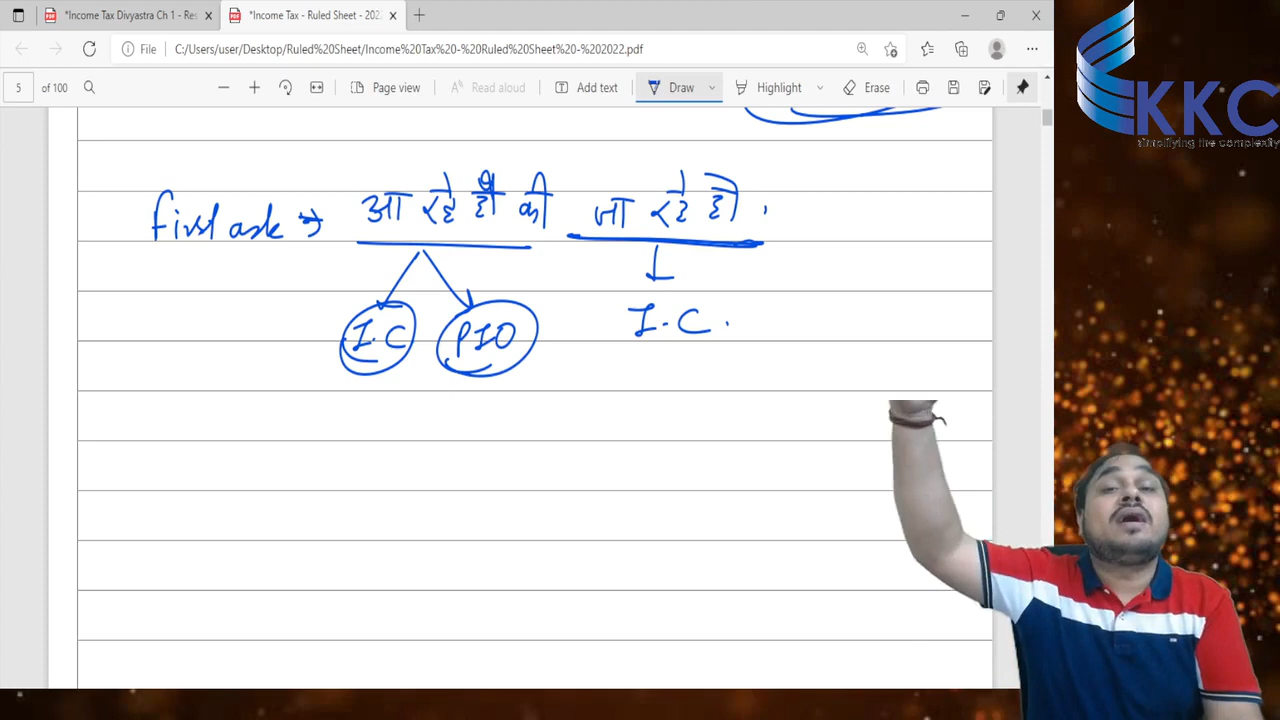 *Income Tax Divyastra Ch 1 - Res
*Income Tax - Ruled Sheet - 202
File C:/Users/user/Desktop/Ruled%20Sheet/Income%20Tax%20-%20Ruled%20Sheet%20-%202022.pdf
5 of 100 Page view Read aloud Add text Draw Highlight Erase
KKC
simplifying the complexity
first ask → आ रहे हो की जा रहे हो.
I.C PIO I.C.